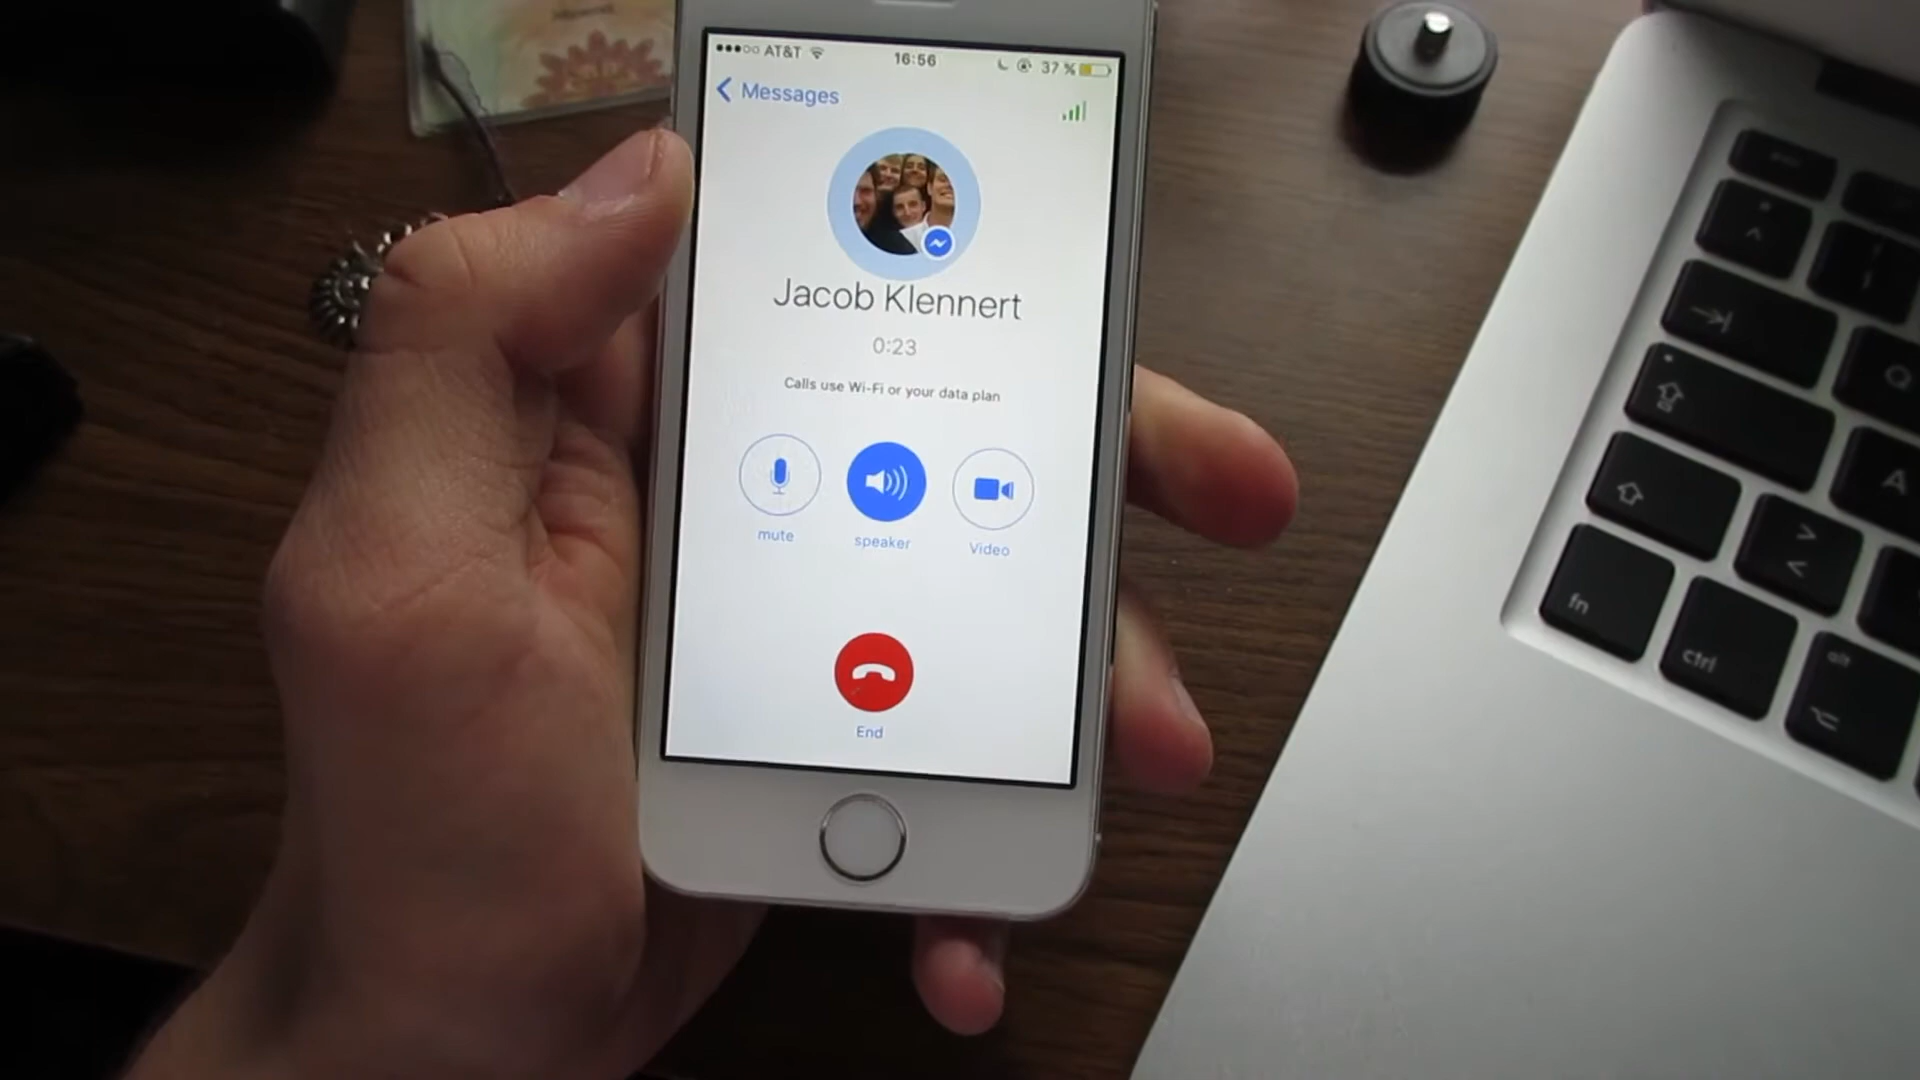 AT&T 16:56 37 %
Messages
Jacob Klennert
0:23
Calls use Wi-Fi or your data plan
mute speaker Video
End
Q
A
> <
fn
ctrl
alt